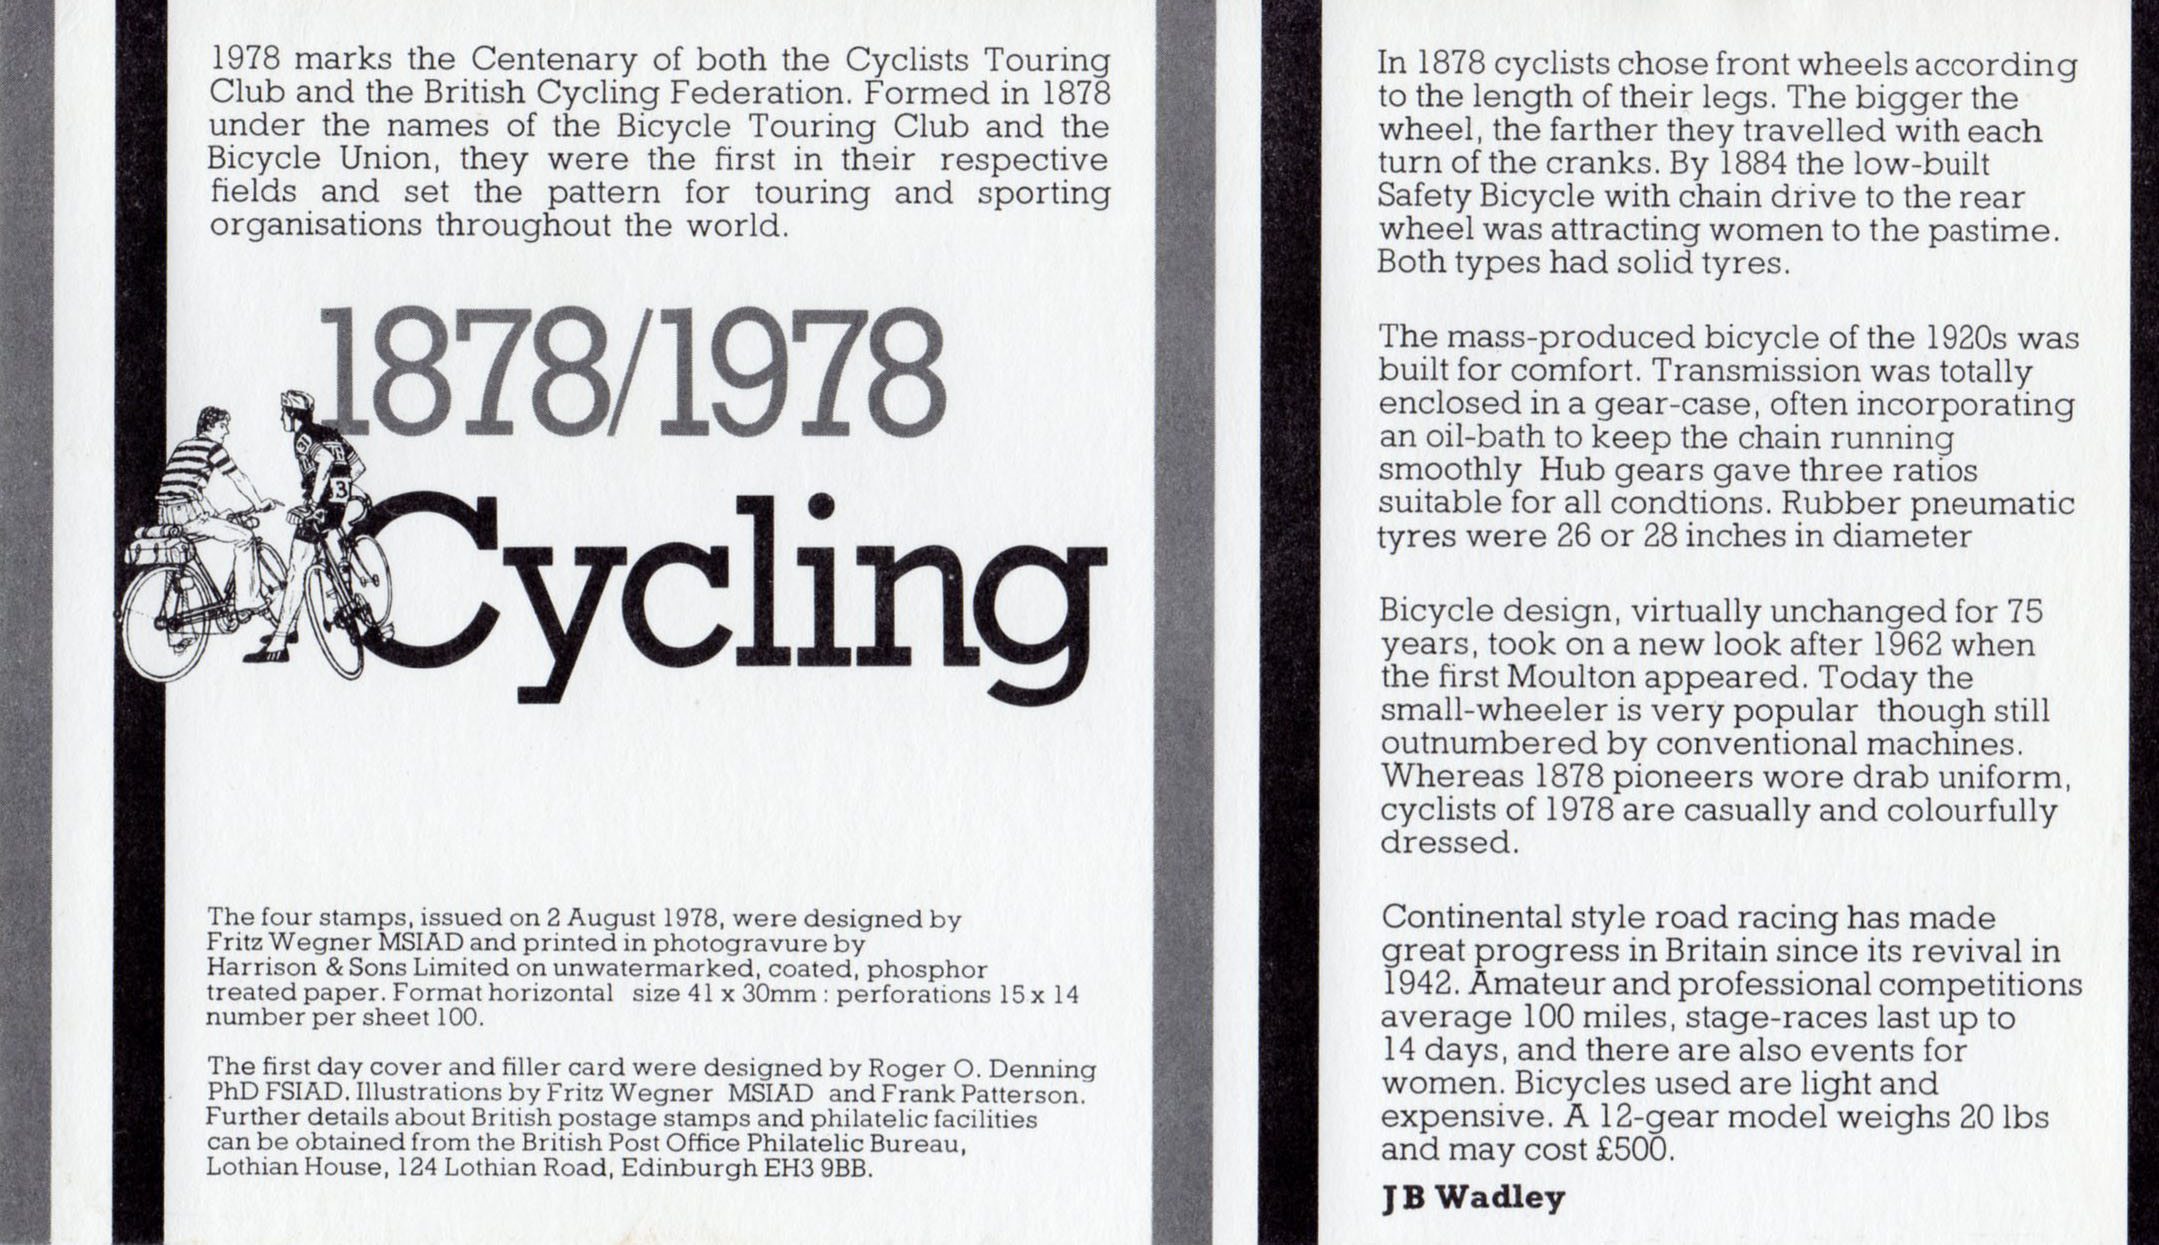 1978 marks the Centenary of both the Cyclists Touring
Club and the British Cycling Federation. Formed in 1878
under the names of the Bicycle Touring Club and the
Bicycle Union, they were the first in their respective
fields and set the pattern for touring and sporting
organisations throughout the world.
1878/1978
Cycling
31
3
The four stamps, issued on 2 August 1978, were designed by
Fritz Wegner MSIAD and printed in photogravure by
Harrison & Sons Limited on unwatermarked, coated, phosphor
treated paper. Format horizontal size 41 x 30mm : perforations 15 x 14
number per sheet 100.
The first day cover and filler card were designed by Roger O. Denning
PhD FSIAD. Illustrations by Fritz Wegner MSIAD and Frank Patterson.
Further details about British postage stamps and philatelic facilities
can be obtained from the British Post Office Philatelic Bureau,
Lothian House, 124 Lothian Road, Edinburgh EH3 9BB.
In 1878 cyclists chose front wheels according
to the length of their legs. The bigger the
wheel, the farther they travelled with each
turn of the cranks. By 1884 the low-built
Safety Bicycle with chain drive to the rear
wheel was attracting women to the pastime.
Both types had solid tyres.
The mass-produced bicycle of the 1920s was
built for comfort. Transmission was totally
enclosed in a gear-case, often incorporating
an oil-bath to keep the chain running
smoothly Hub gears gave three ratios
suitable for all condtions. Rubber pneumatic
tyres were 26 or 28 inches in diameter
Bicycle design, virtually unchanged for 75
years, took on a new look after 1962 when
the first Moulton appeared. Today the
small-wheeler is very popular though still
outnumbered by conventional machines.
Whereas 1878 pioneers wore drab uniform,
cyclists of 1978 are casually and colourfully
dressed.
Continental style road racing has made
great progress in Britain since its revival in
1942. Amateur and professional competitions
average 100 miles, stage-races last up to
14 days, and there are also events for
women. Bicycles used are light and
expensive. A 12-gear model weighs 20 lbs
and may cost £500.
J B Wadley